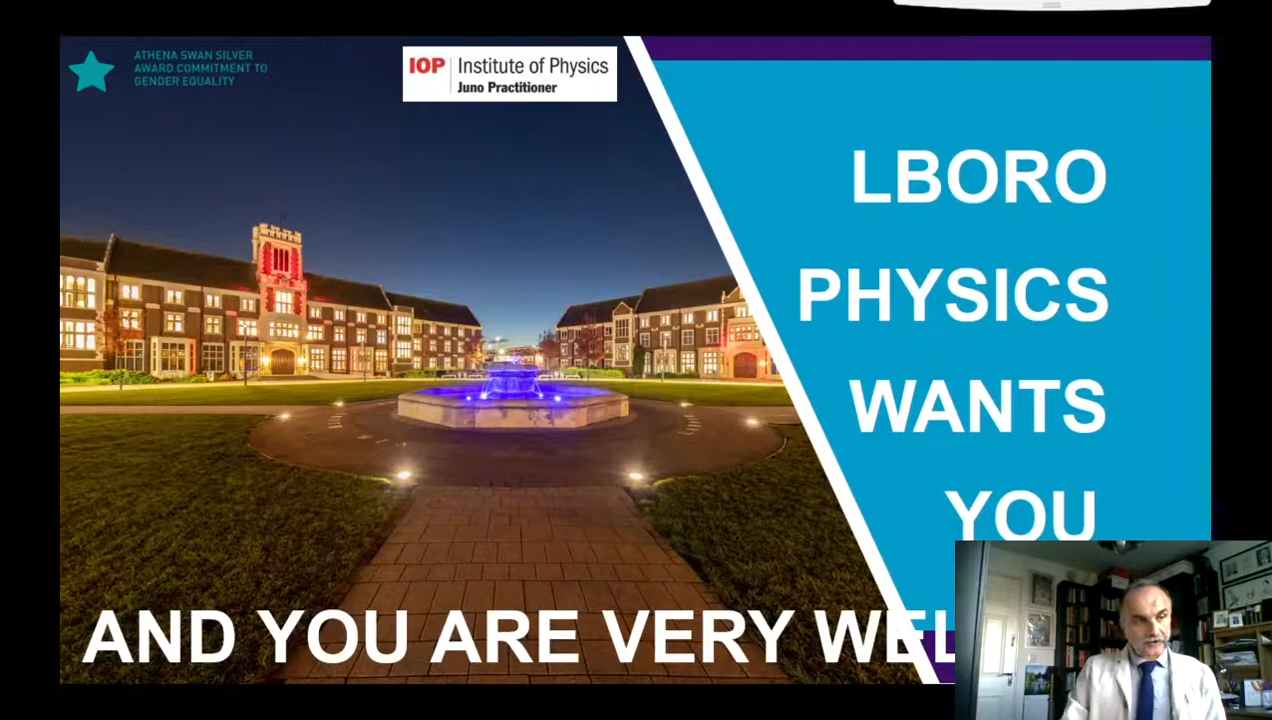 ATHENA SWAN SILVER
AWARD COMMITMENT TO
GENDER EQUALITY
IOP Institute of Physics
Juno Practitioner
LBORO
PHYSICS
WANTS
YOU
AND YOU ARE VERY